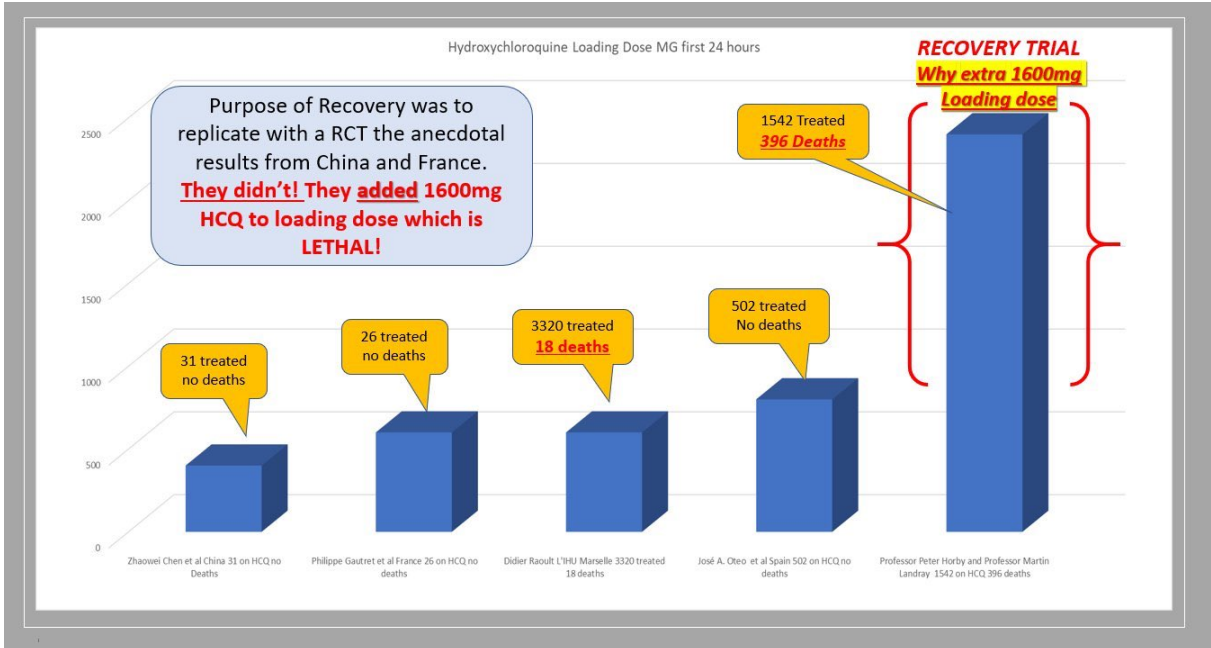 Hydroxychloroquine Loading Dose MG first 24 hours
RECOVERY TRIAL
Why extra 1600mg
Loading dose
Purpose of Recovery was to
replicate with a RCT the anecdotal
results from China and France.
They didn't! They added 1600mg
HCQ to loading dose which is
LETHAL!
1542 Treated
396 Deaths
31 treated
no deaths
26 treated
no deaths
3320 treated
18 deaths
502 treated
No deaths
2500
2000
1500
1000
500
0
Zhaowei Chen et al China 31 on HCQ no
Deaths
Philippe Gautret et al France 26 on HCQ no
deaths
Didier Raoult L'IHU Marselle 3320 treated
18 deaths
José A. Oteo et al Spain 502 on HCQ no
deaths
Professor Peter Horby and Professor Martin
Landray 1542 on HCQ 396 deaths